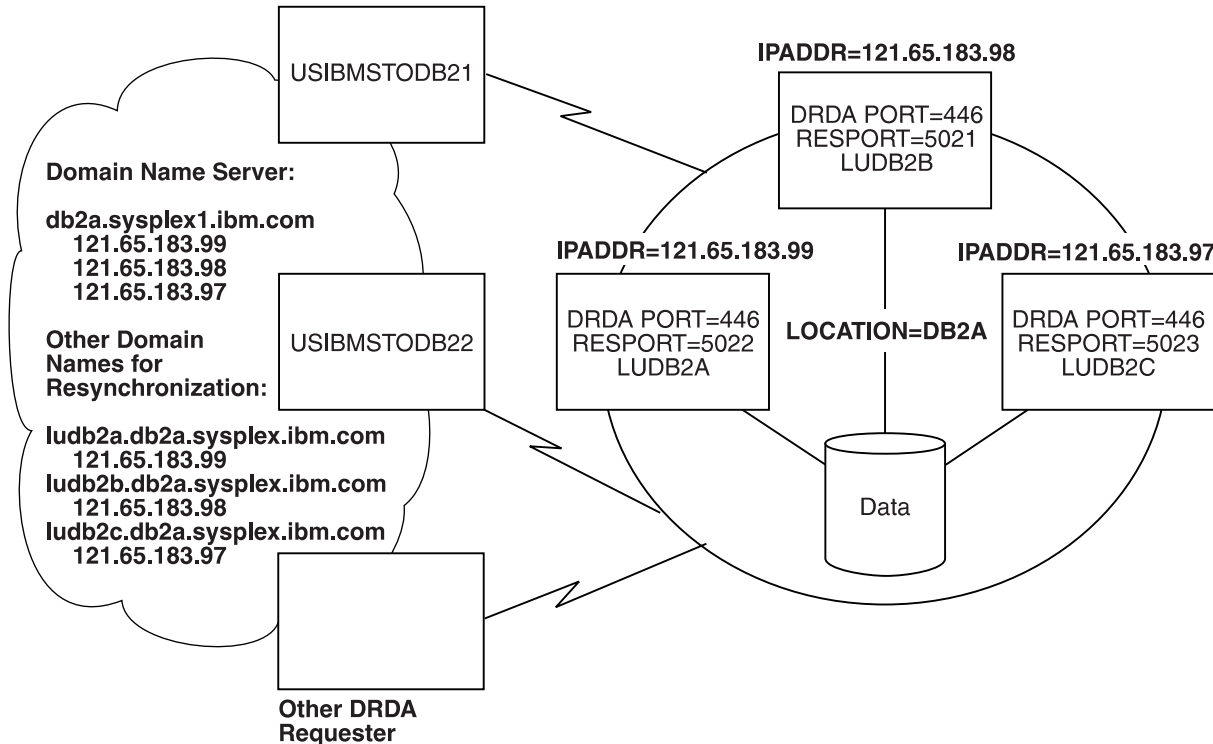 USIBMSTODB21
Domain Name Server:
db2a.sysplex1.ibm.com
121.65.183.99
121.65.183.98
121.65.183.97
USIBMSTODB22
Other Domain
Names for
Resynchronization:
ludb2a.db2a.sysplex.ibm.com
121.65.183.99
ludb2b.db2a.sysplex.ibm.com
121.65.183.98
ludb2c.db2a.sysplex.ibm.com
121.65.183.97
Other DRDA
Requester
IPADDR=121.65.183.98
DRDA PORT=446
RESPORT=5021
LUDB2B
IPADDR=121.65.183.99
DRDA PORT=446
RESPORT=5022
LUDB2A
LOCATION=DB2A
IPADDR=121.65.183.97
DRDA PORT=446
RESPORT=5023
LUDB2C
Data